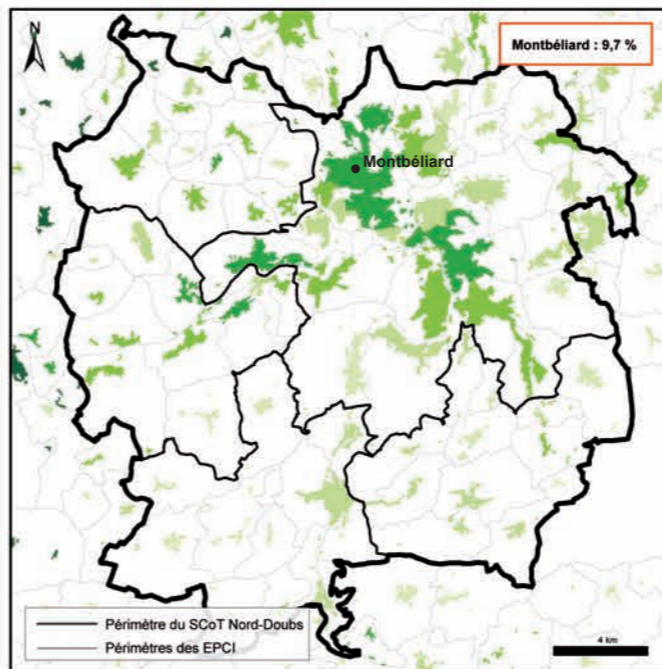 N
Montbéliard : 9,7 %
Montbéliard
Périmètre du SCoT Nord-Doubs
Périmètres des EPCI
4 km